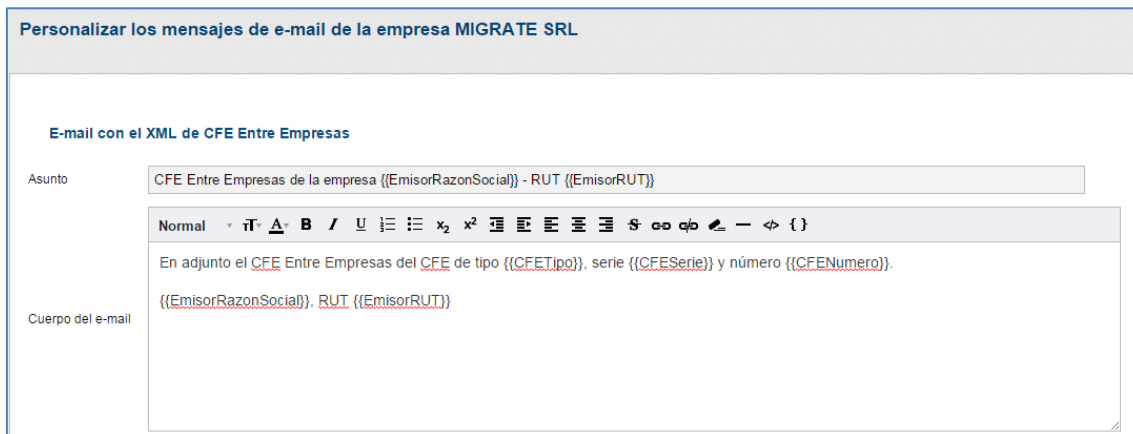 Personalizar los mensajes de e-mail de la empresa MIGRATE SRL
E-mail con el XML de CFE Entre Empresas
Asunto
CFE Entre Empresas de la empresa {{EmisorRazonSocial}} - RUT {{EmisorRUT}}
Normal
En adjunto el CFE Entre Empresas del CFE de tipo {{CFETipo}}, serie {{CFESerie}} y número {{CFENumero}}.
{{EmisorRazonSocial}}, RUT {{EmisorRUT}}
Cuerpo del e-mail